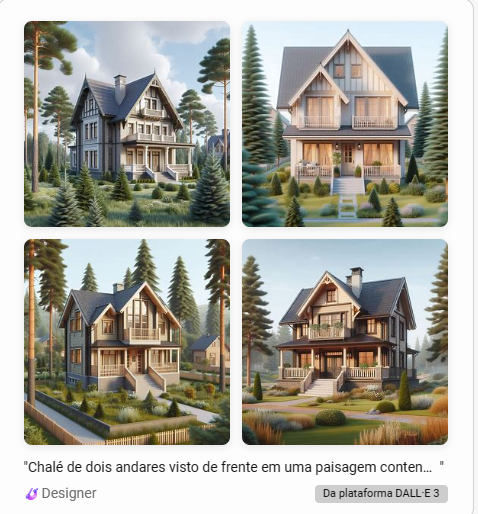 "Chalé de dois andares visto de frente em uma paisagem conten... "
Designer
Da plataforma DALL·E 3